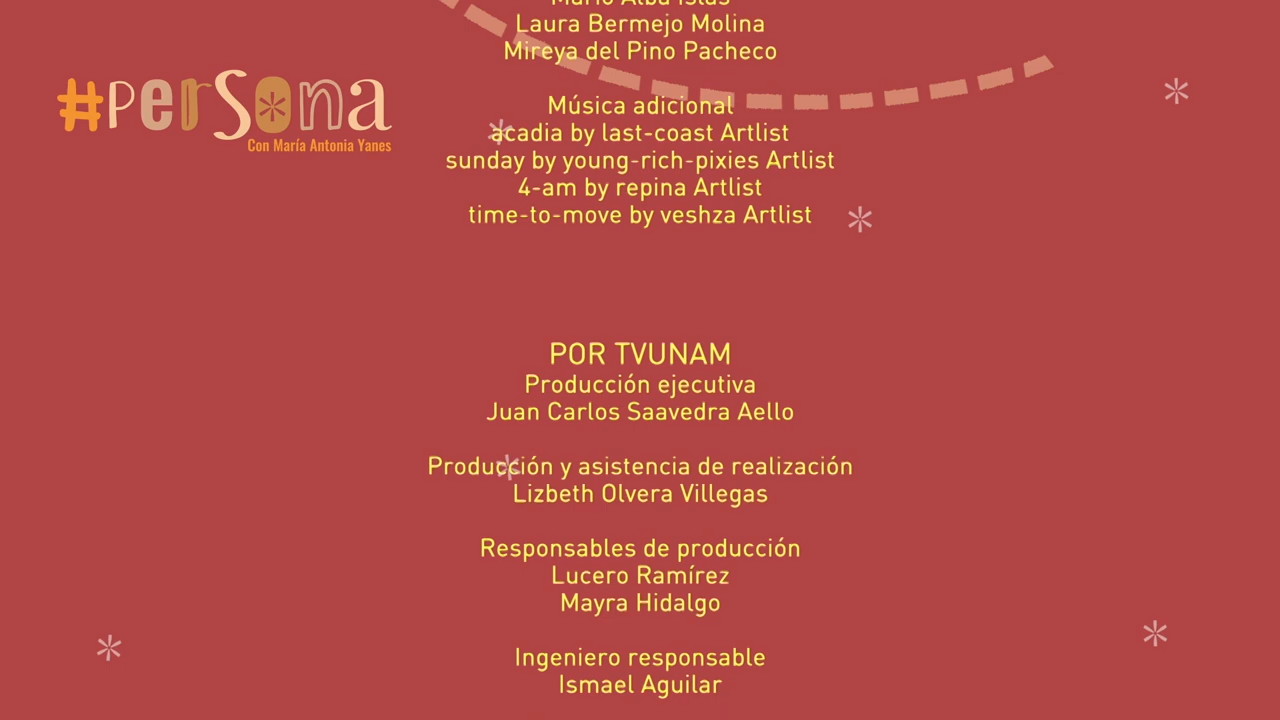 #persona
Con María Antonia Yanes
Mario Alba Islas
Laura Bermejo Molina
Mireya del Pino Pacheco
Música adicional
acadia by last-coast Artlist
sunday by young-rich-pixies Artlist
4-am by repina Artlist
time-to-move by veshza Artlist
POR TVUNAM
Producción ejecutiva
Juan Carlos Saavedra Aello
Producción y asistencia de realización
Lizbeth Olvera Villegas
Responsables de producción
Lucero Ramírez
Mayra Hidalgo
Ingeniero responsable
Ismael Aguilar